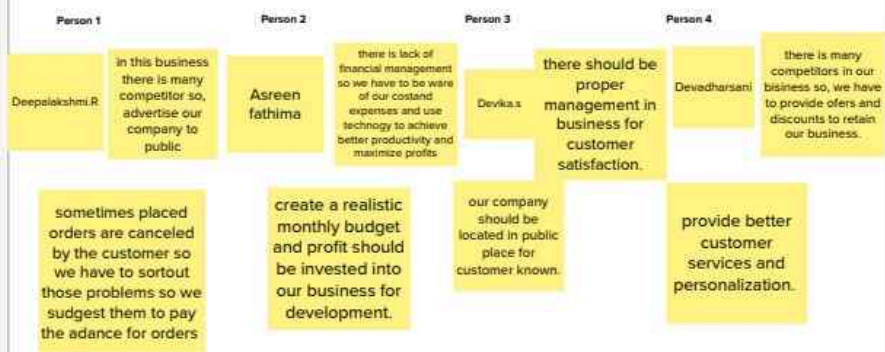 Person 1
Person 2
Person 3
Person 4
Deepalakshmi.R
in this business
there is many
competitor so,
advertise our
company to
public
Asreen
fathima
there is lack of
financial management
so we have to be ware
of our costand
expenses and use
technogy to achieve
better productivity and
maximize profits
Devika.s
there should be
proper
management in
business for
customer
satisfaction.
Devadharsani
there is many
competitors in our
bisiness so, we have
to provide ofers and
discounts to retain
our business.
sometimes placed
orders are canceled
by the customer so
we have to sortout
those problems so we
sudgest them to pay
the adance for orders
create a realistic
monthly budget
and profit should
be invested into
our business for
development.
our company
should be
located in public
place for
customer known.
provide better
customer
services and
personalization.